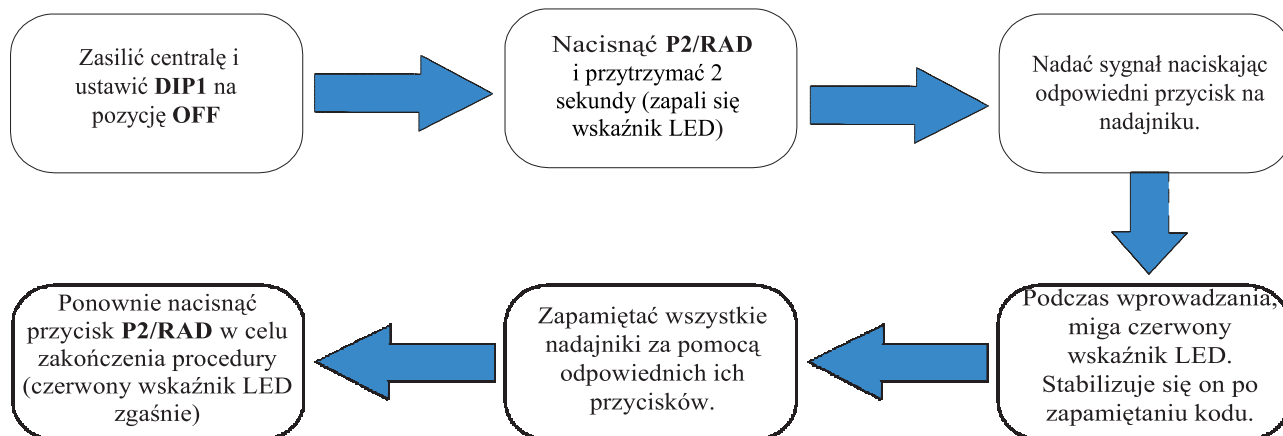 Zasilić centralę i
ustawić DIP1 na
pozycję OFF
Nacisnąć P2/RAD
i przytrzymać 2
sekundy (zapali się
wskaźnik LED)
Nadać sygnał naciskając
odpowiedni przycisk na
nadajniku.
Podczas wprowadzania,
miga czerwony
wskaźnik LED.
Stabilizuje się on po
zapamiętaniu kodu.
Zapamiętać wszystkie
nadajniki za pomocą
odpowiednich ich
przycisków.
Ponownie nacisnąć
przycisk P2/RAD w celu
zakończenia procedury
(czerwony wskaźnik LED
zgaśnie)